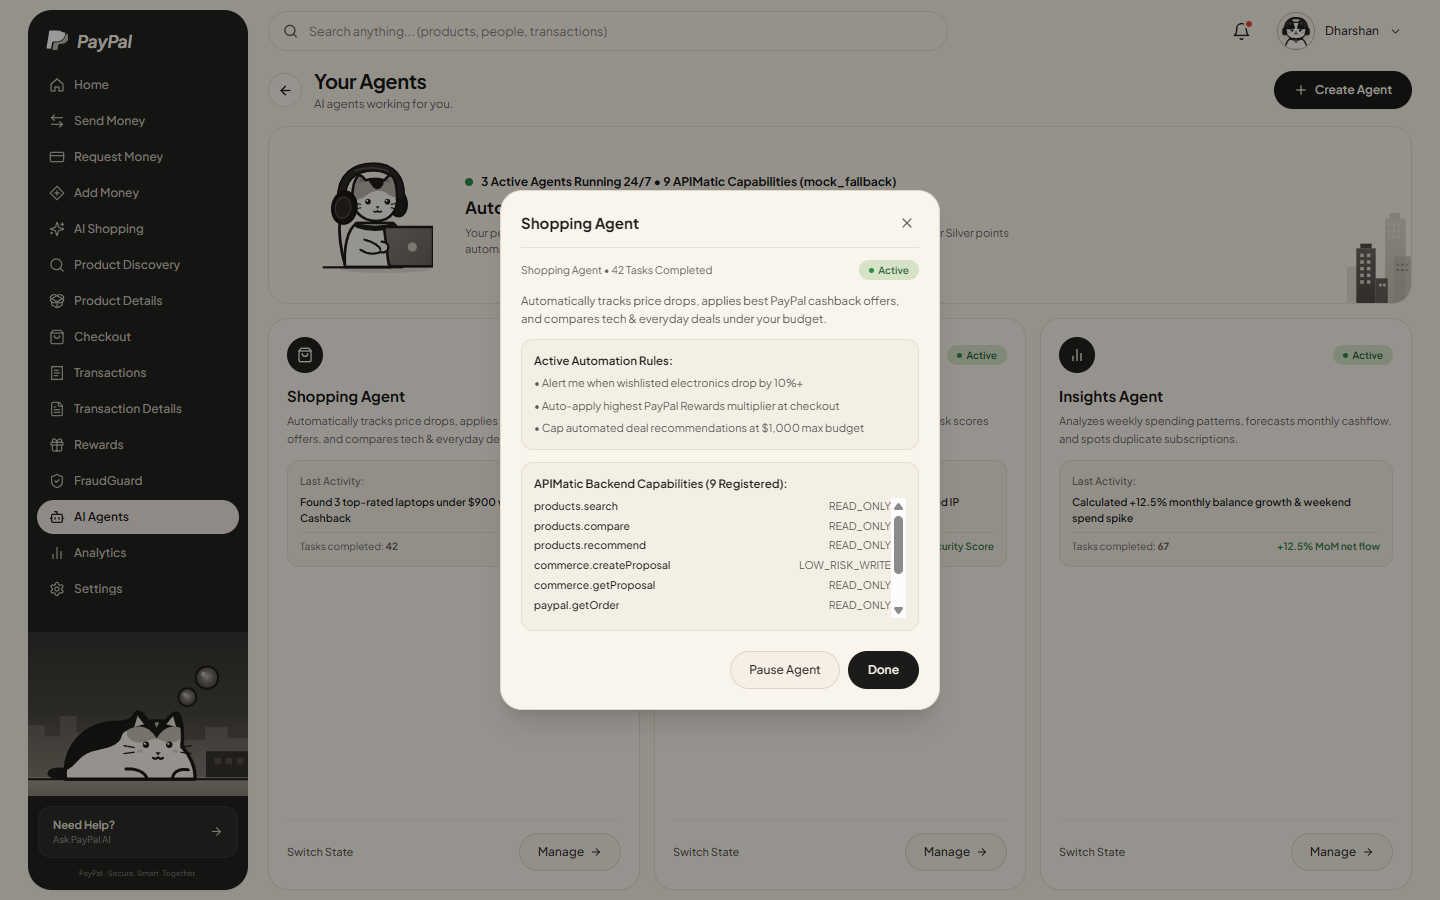 PayPal
Search anything... (products, people, transactions)
Dharshan
Home
Send Money
Request Money
Add Money
AI Shopping
Product Discovery
Product Details
Checkout
Transactions
Transaction Details
Rewards
FraudGuard
AI Agents
Analytics
Settings
Need Help?
Ask PayPal AI
PayPal · Secure. Smart. Together.
Your Agents
AI agents working for you.
Create Agent
3 Active Agents Running 24/7 • 9 APIMatic Capabilities (mock_fallback)
Silver points
Shopping Agent
Shopping Agent • 42 Tasks Completed
Active
Automatically tracks price drops, applies best PayPal cashback offers,
and compares tech & everyday deals under your budget.
Active Automation Rules:
• Alert me when wishlisted electronics drop by 10%+
• Auto-apply highest PayPal Rewards multiplier at checkout
• Cap automated deal recommendations at $1,000 max budget
APIMatic Backend Capabilities (9 Registered):
products.search READ_ONLY
products.compare READ_ONLY
products.recommend READ_ONLY
commerce.createProposal LOW_RISK_WRITE
commerce.getProposal READ_ONLY
paypal.getOrder READ_ONLY
Pause Agent
Done
Shopping Agent
Automatically tracks price drops, applies
offers, and compares tech & everyday
Last Activity:
Found 3 top-rated laptops under $900
Cashback
Tasks completed: 42
Switch State
Manage
Active
scores
IP
Score
Switch State
Manage
Active
Insights Agent
Analyzes weekly spending patterns, forecasts monthly cashflow,
and spots duplicate subscriptions.
Last Activity:
Calculated +12.5% monthly balance growth & weekend
spend spike
Tasks completed: 67
+12.5% MoM net flow
Switch State
Manage